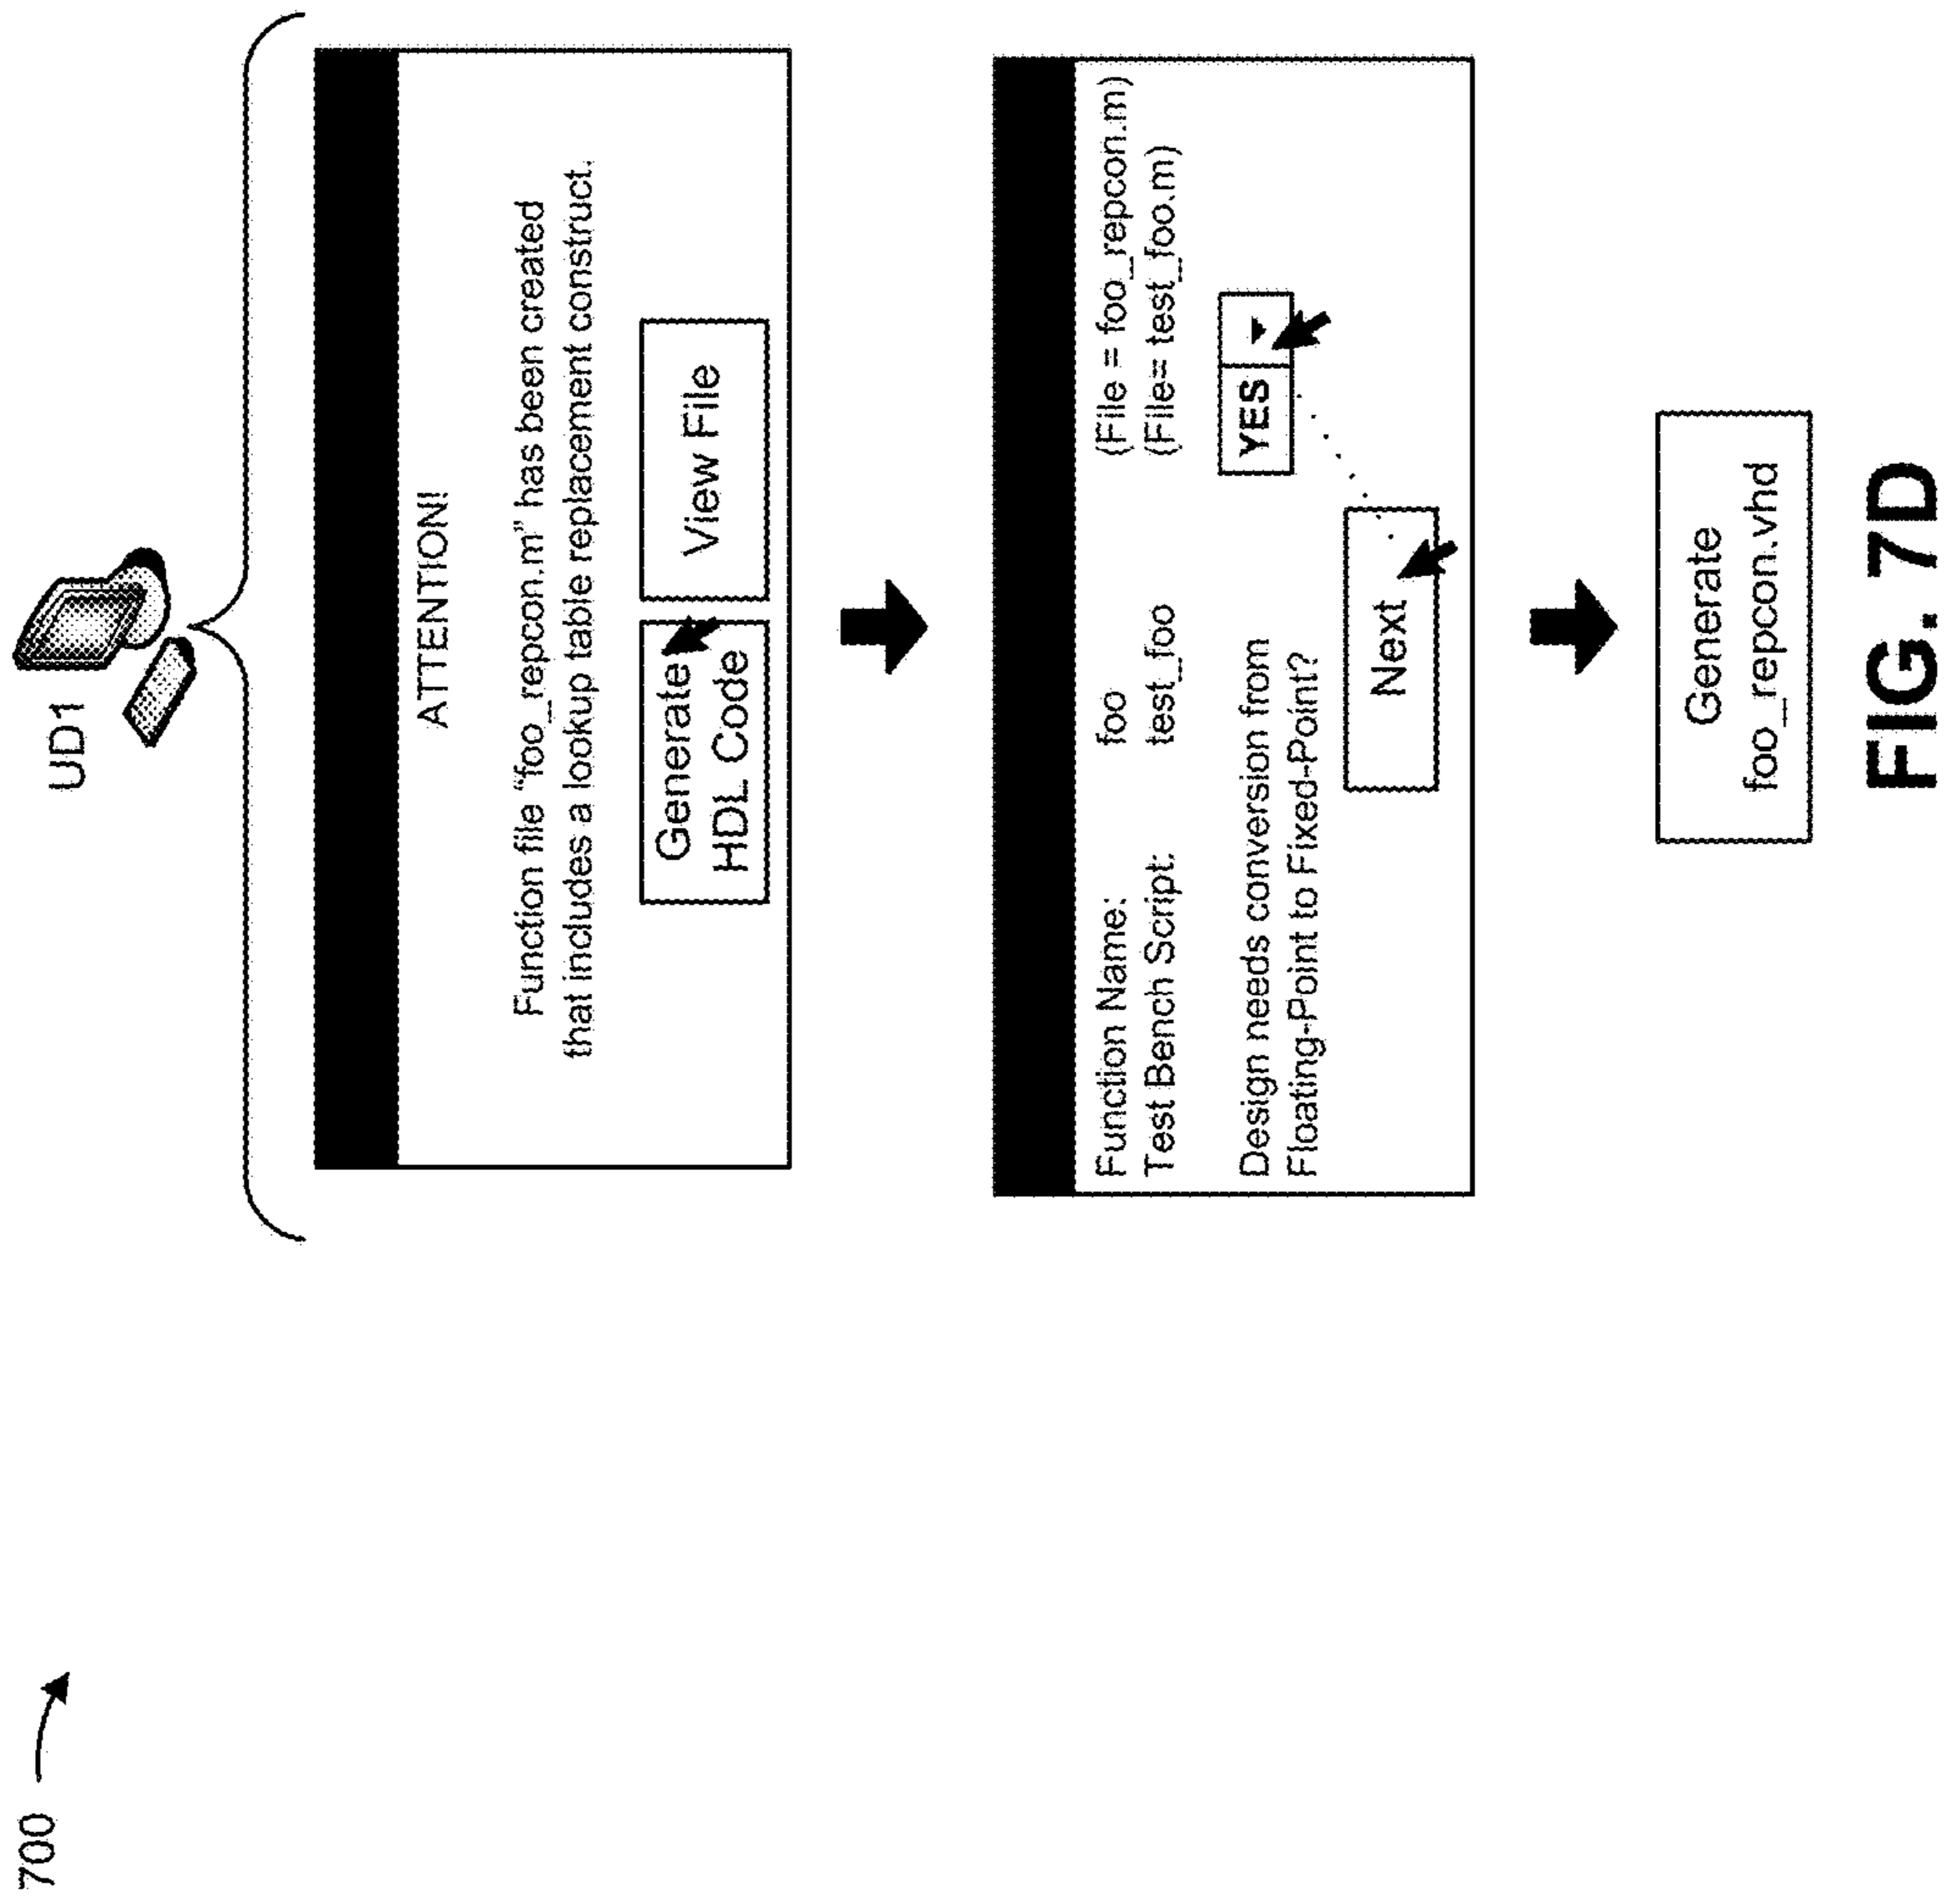 700
UD1
ATTENTION!
Function file "foo_repcon.m" has been created
that includes a lookup table replacement construct.
Generate
HDL Code
View File
Function Name: foo (File = foo_repcon.m)
Test Bench Script: test_foo (File= test_foo.m)
Design needs conversion from
Floating-Point to Fixed-Point?
YES
Next
Generate
foo_repcon.vhd
FIG. 7D